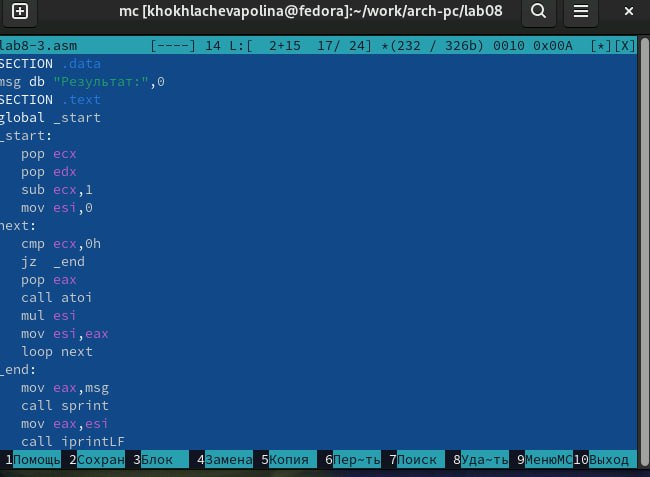 mc [khokhlachevapolina@fedora]:~/work/arch-pc/lab08
lab8-3.asm [----] 14 L:[ 2+15 17/ 24] *(232 / 326b) 0010 0x00A [*][X]
SECTION .data
msg db "Результат:",0
SECTION .text
global _start
_start:
pop ecx
pop edx
sub ecx,1
mov esi,0
next:
cmp ecx,0h
jz _end
pop eax
call atoi
mul esi
mov esi,eax
loop next
_end:
mov eax,msg
call sprint
mov eax,esi
call iprintLF
1Помощь 2Сохран 3Блок 4Замена 5Копия 6Пер~ть 7Поиск 8Уда~ть 9МенюМС 10Выход